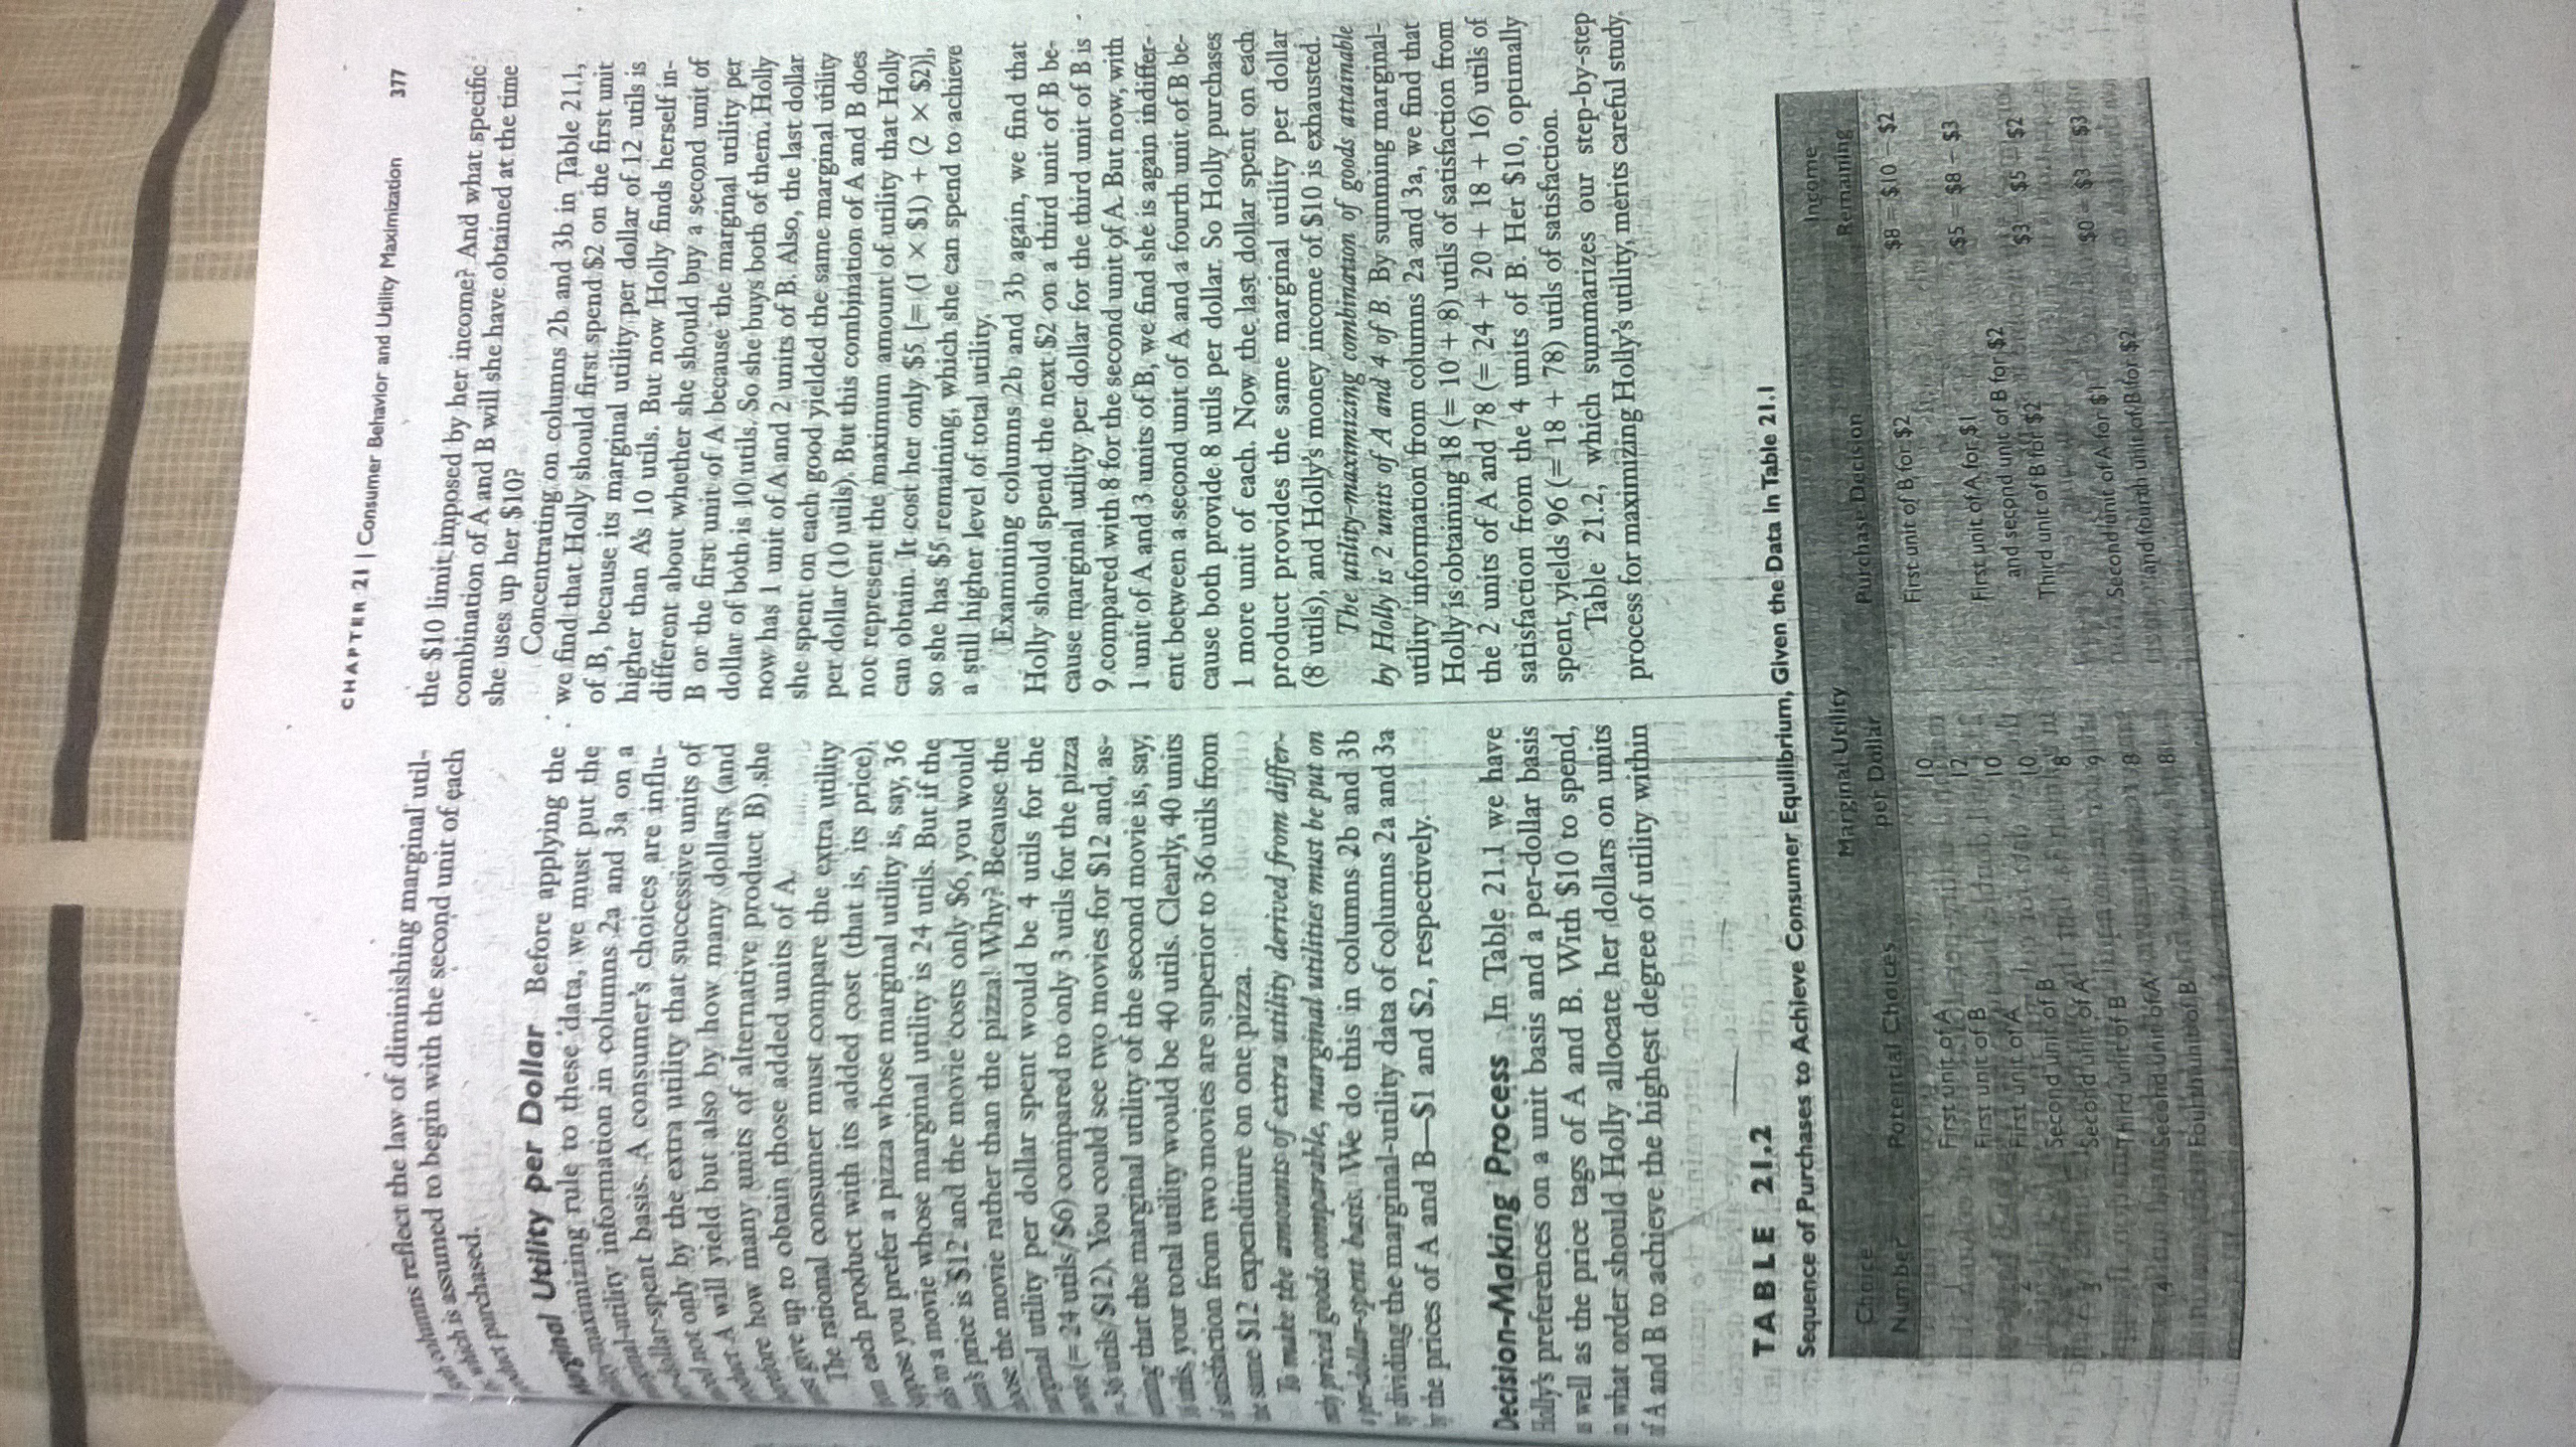 CHAPTER 21 | Consumer Behavior and Utility Maximization 377
columns reflect the law of diminishing marginal util-
which is assumed to begin with the second unit of each
purchased.
Marginal Utility per Dollar Before applying the
maximizing rule to these data, we must put the
utility information in columns 2a and 3a on a
dollar-spent basis. A consumer's choices are influ-
not only by the extra utility that successive units of
A will yield but also by how many dollars (and
how many units of alternative product B) she
give up to obtain those added units of A.
The rational consumer must compare the extra utility
each product with its added cost (that is, its price).
you prefer a pizza whose marginal utility is, say, 36
to a movie whose marginal utility is 24 utils. But if the
price is $12 and the movie costs only $6, you would
the movie rather than the pizza! Why? Because the
utility per dollar spent would be 4 utils for the
(= 24 utils/$6) compared to only 3 utils for the pizza
36 utils/$12). You could see two movies for $12 and, as-
that the marginal utility of the second movie is, say,
utils, your total utility would be 40 utils. Clearly, 40 units
satisfaction from two movies are superior to 36 utils from
same $12 expenditure on one pizza.
To make the amounts of extra utility derived from differ-
priced goods comparable, marginal utilities must be put on
per-dollar-spent basis. We do this in columns 2b and 3b
dividing the marginal-utility data of columns 2a and 3a
the prices of A and B—$1 and $2, respectively.
Decision-Making Process In Table 21.1 we have
Holly's preferences on a unit basis and a per-dollar basis
well as the price tags of A and B. With $10 to spend,
what order should Holly allocate her dollars on units
A and B to achieve the highest degree of utility within
the $10 limit imposed by her income? And what specific
combination of A and B will she have obtained at the time
she uses up her $10?
Concentrating on columns 2b and 3b in Table 21.1,
we find that Holly should first spend $2 on the first unit
of B, because its marginal utility per dollar of 12 utils is
higher than A's 10 utils. But now Holly finds herself in-
different about whether she should buy a second unit of
B or the first unit of A because the marginal utility per
dollar of both is 10 utils. So she buys both of them. Holly
now has 1 unit of A and 2 units of B. Also, the last dollar
she spent on each good yielded the same marginal utility
per dollar (10 utils). But this combination of A and B does
not represent the maximum amount of utility that Holly
can obtain. It cost her only $5 [= (1 × $1) + (2 × $2)],
so she has $5 remaining, which she can spend to achieve
a still higher level of total utility.
Examining columns 2b and 3b again, we find that
Holly should spend the next $2 on a third unit of B be-
cause marginal utility per dollar for the third unit of B is
9 compared with 8 for the second unit of A. But now, with
1 unit of A and 3 units of B, we find she is again indiffer-
ent between a second unit of A and a fourth unit of B be-
cause both provide 8 utils per dollar. So Holly purchases
1 more unit of each. Now the last dollar spent on each
product provides the same marginal utility per dollar
(8 utils), and Holly's money income of $10 is exhausted.
The utility-maximizing combination of goods attainable
by Holly is 2 units of A and 4 of B. By summing marginal-
utility information from columns 2a and 3a, we find that
Holly is obtaining 18 (= 10 + 8) utils of satisfaction from
the 2 units of A and 78 (= 24 + 20 + 18 + 16) utils of
satisfaction from the 4 units of B. Her $10, optimally
spent, yields 96 (= 18 + 78) utils of satisfaction.
Table 21.2, which summarizes our step-by-step
process for maximizing Holly's utility, merits careful study.
TABLE 21.2
Sequence of Purchases to Achieve Consumer Equilibrium, Given the Data in Table 21.1
Choice Number Potential Choices Marginal Utility per Dollar Purchase Decision Income Remaining
First unit of A 10 First unit of B for $2 $8 = $10 − $2
First unit of B 12
2 First unit of A 10 First unit of A for $1 $5 = $8 − $3
Second unit of B 10 and second unit of B for $2
3 Second unit of A 8 Third unit of B for $2 $3 = $5 − $2
Third unit of B 9
4 Second unit of A 8 Second unit of A for $1 $0 = $3 − $3
Fourth unit of B 8 and fourth unit of B for $2